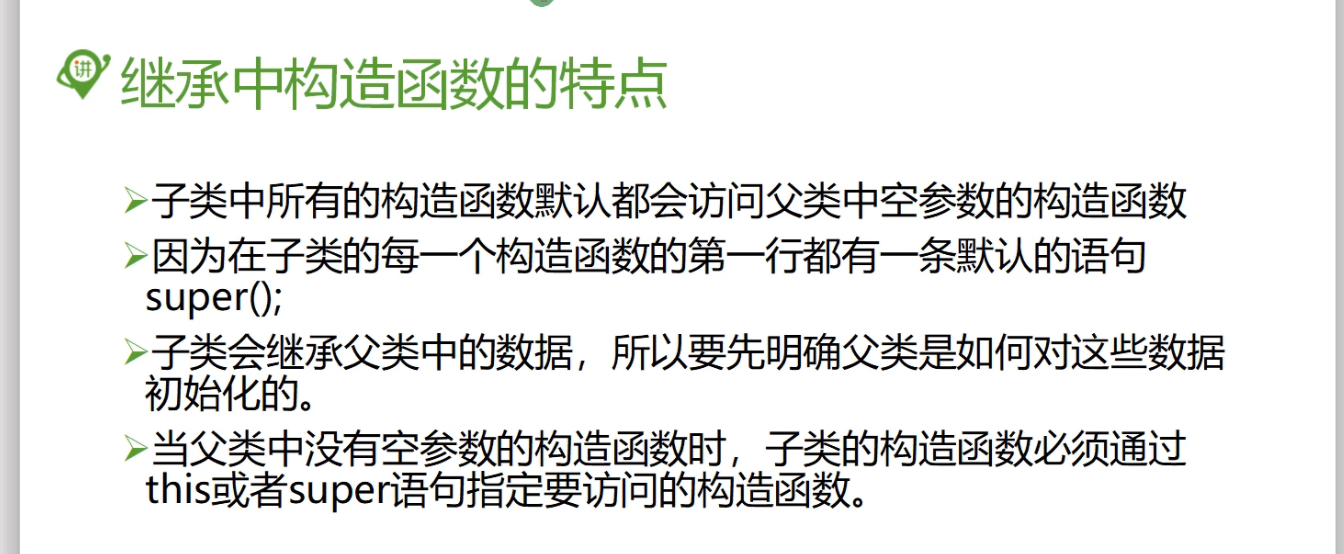 讲
继承中构造函数的特点
子类中所有的构造函数默认都会访问父类中空参数的构造函数
因为在子类的每一个构造函数的第一行都有一条默认的语句
super();
子类会继承父类中的数据，所以要先明确父类是如何对这些数据
初始化的。
当父类中没有空参数的构造函数时，子类的构造函数必须通过
this或者super语句指定要访问的构造函数。